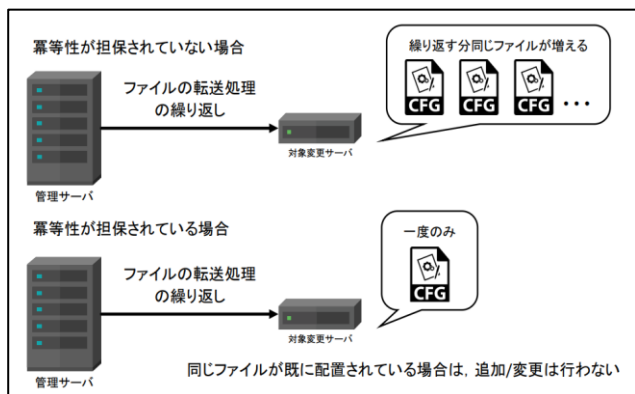 冪等性が担保されていない場合
繰り返す分同じファイルが増える
CFG CFG CFG ・・・
ファイルの転送処理
の繰り返し
対象変更サーバ
管理サーバ
冪等性が担保されている場合
一度のみ
CFG
ファイルの転送処理
の繰り返し
対象変更サーバ
同じファイルが既に配置されている場合は，追加/変更は行わない
管理サーバ